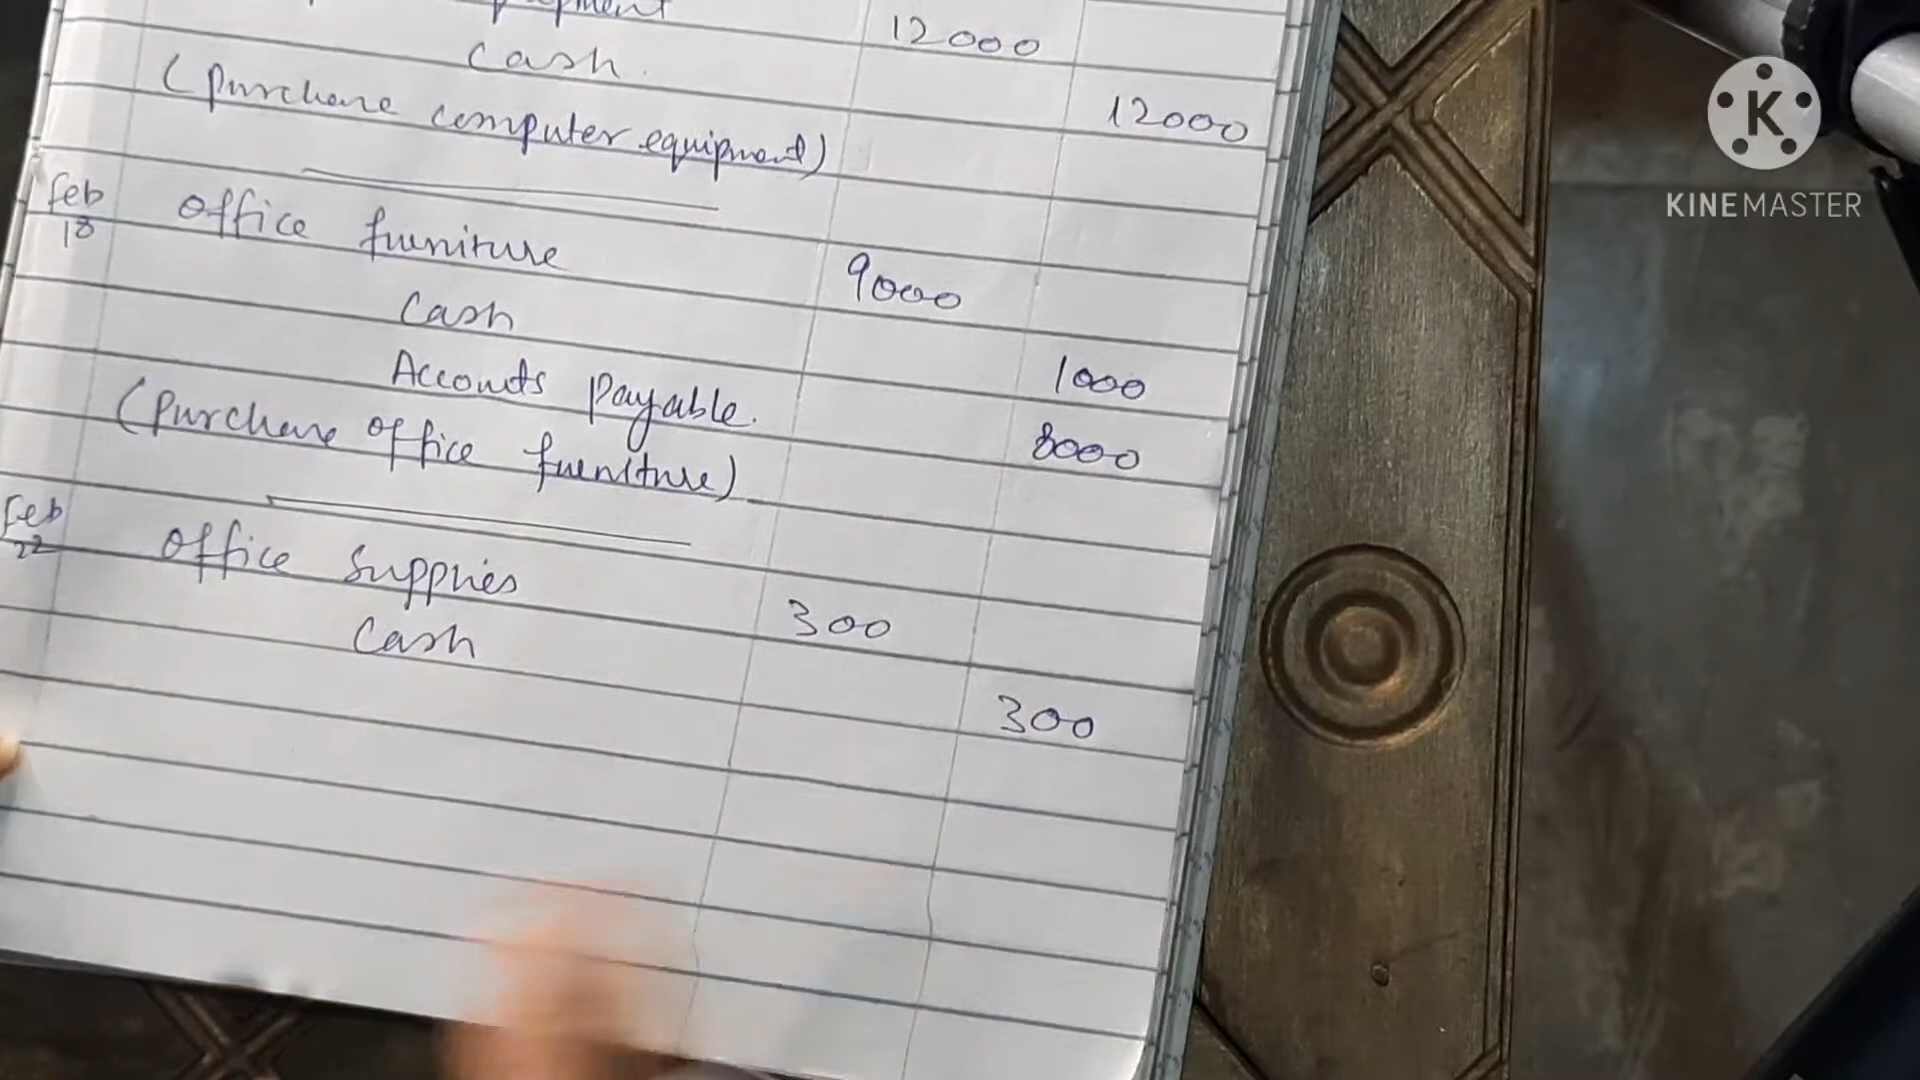 12000
Cash.
12000
(Purchase computer equipment)
Feb
18
Office furniture
9000
Cash
1000
Accounts Payable.
8000
(Purchase office furniture)
Feb
22
Office Supplies
300
Cash
300
K
KINEMASTER